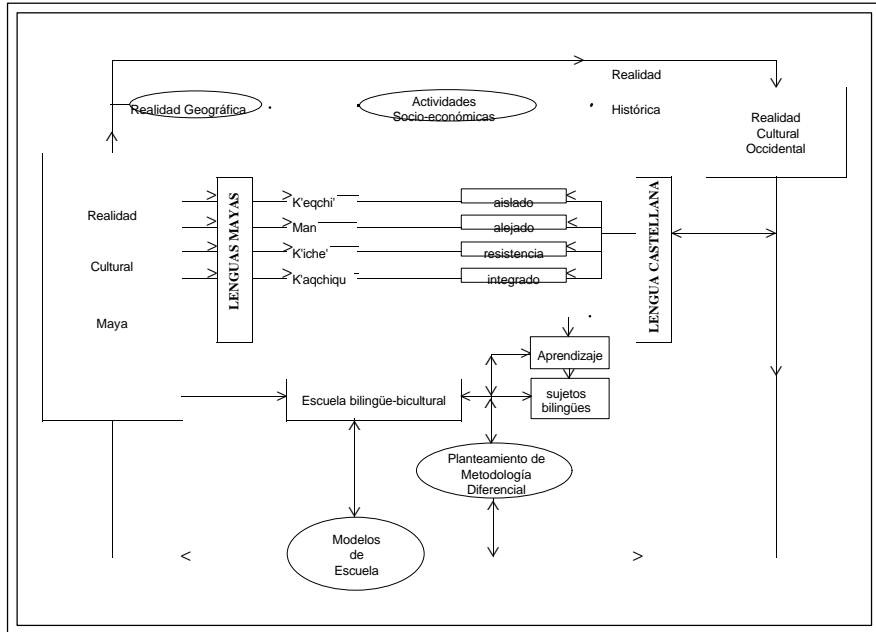 Realidad
Realidad Geográfica
Actividades
Socio-económicas
Histórica
Realidad
Cultural
Occidental
Realidad
Cultural
Maya
LENGUAS MAYAS
K'eqchi'
Man
K'iche'
K'aqchiqu
aislado
alejado
resistencia
integrado
LENGUA CASTELLANA
Aprendizaje
sujetos
bilingües
Escuela bilingüe-bicultural
Planteamiento de
Metodología
Diferencial
Modelos
de
Escuela